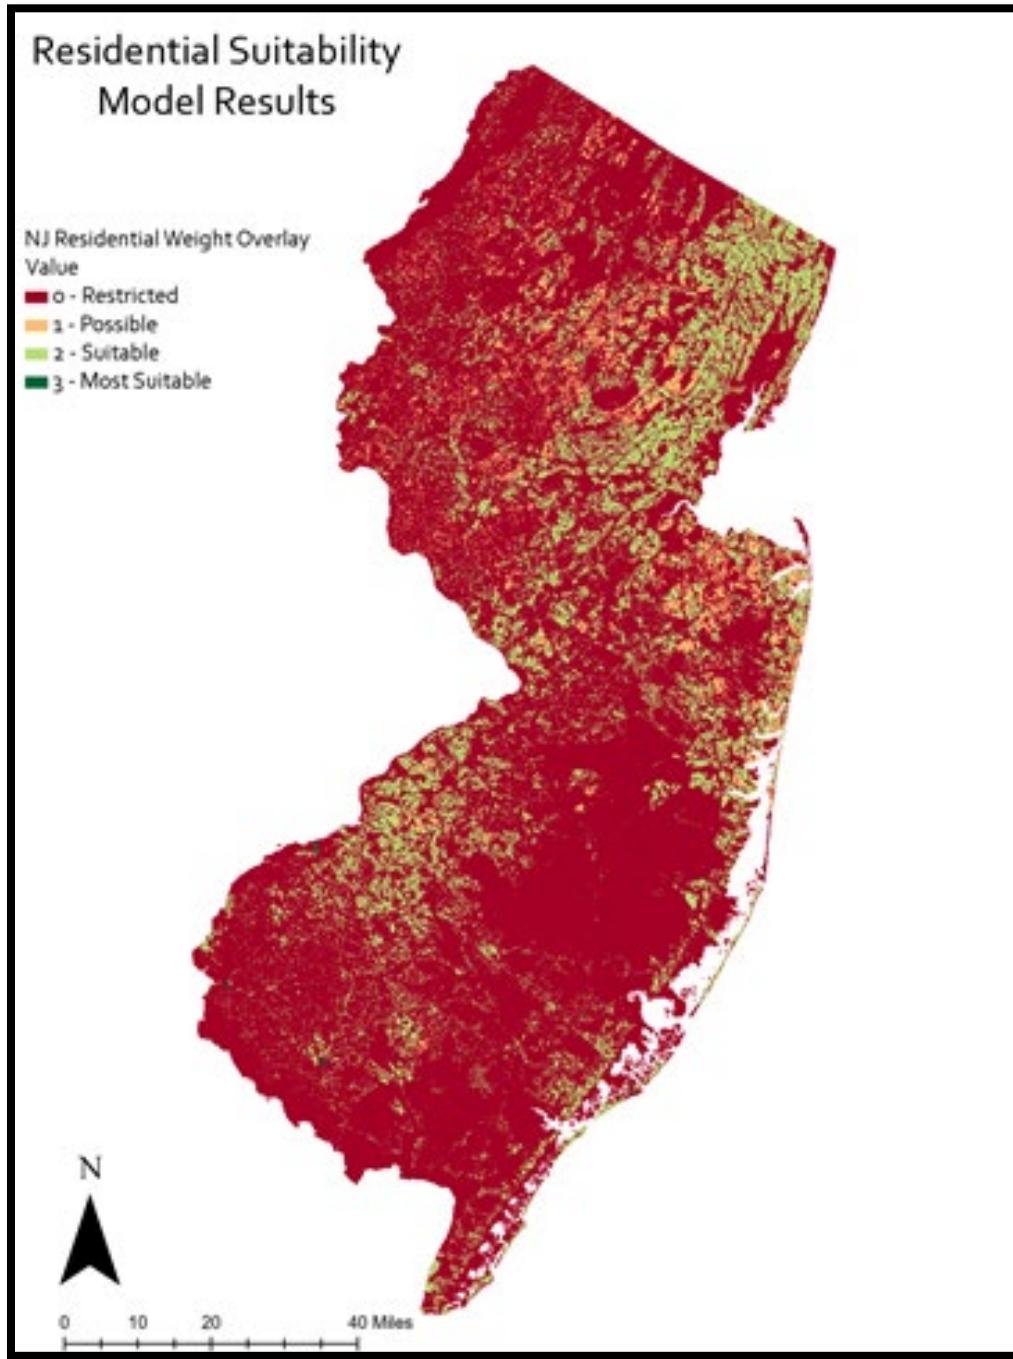 Residential Suitability
Model Results
NJ Residential Weight Overlay
Value
0 - Restricted
1 - Possible
2 - Suitable
3 - Most Suitable
N
0 10 20 40 Miles